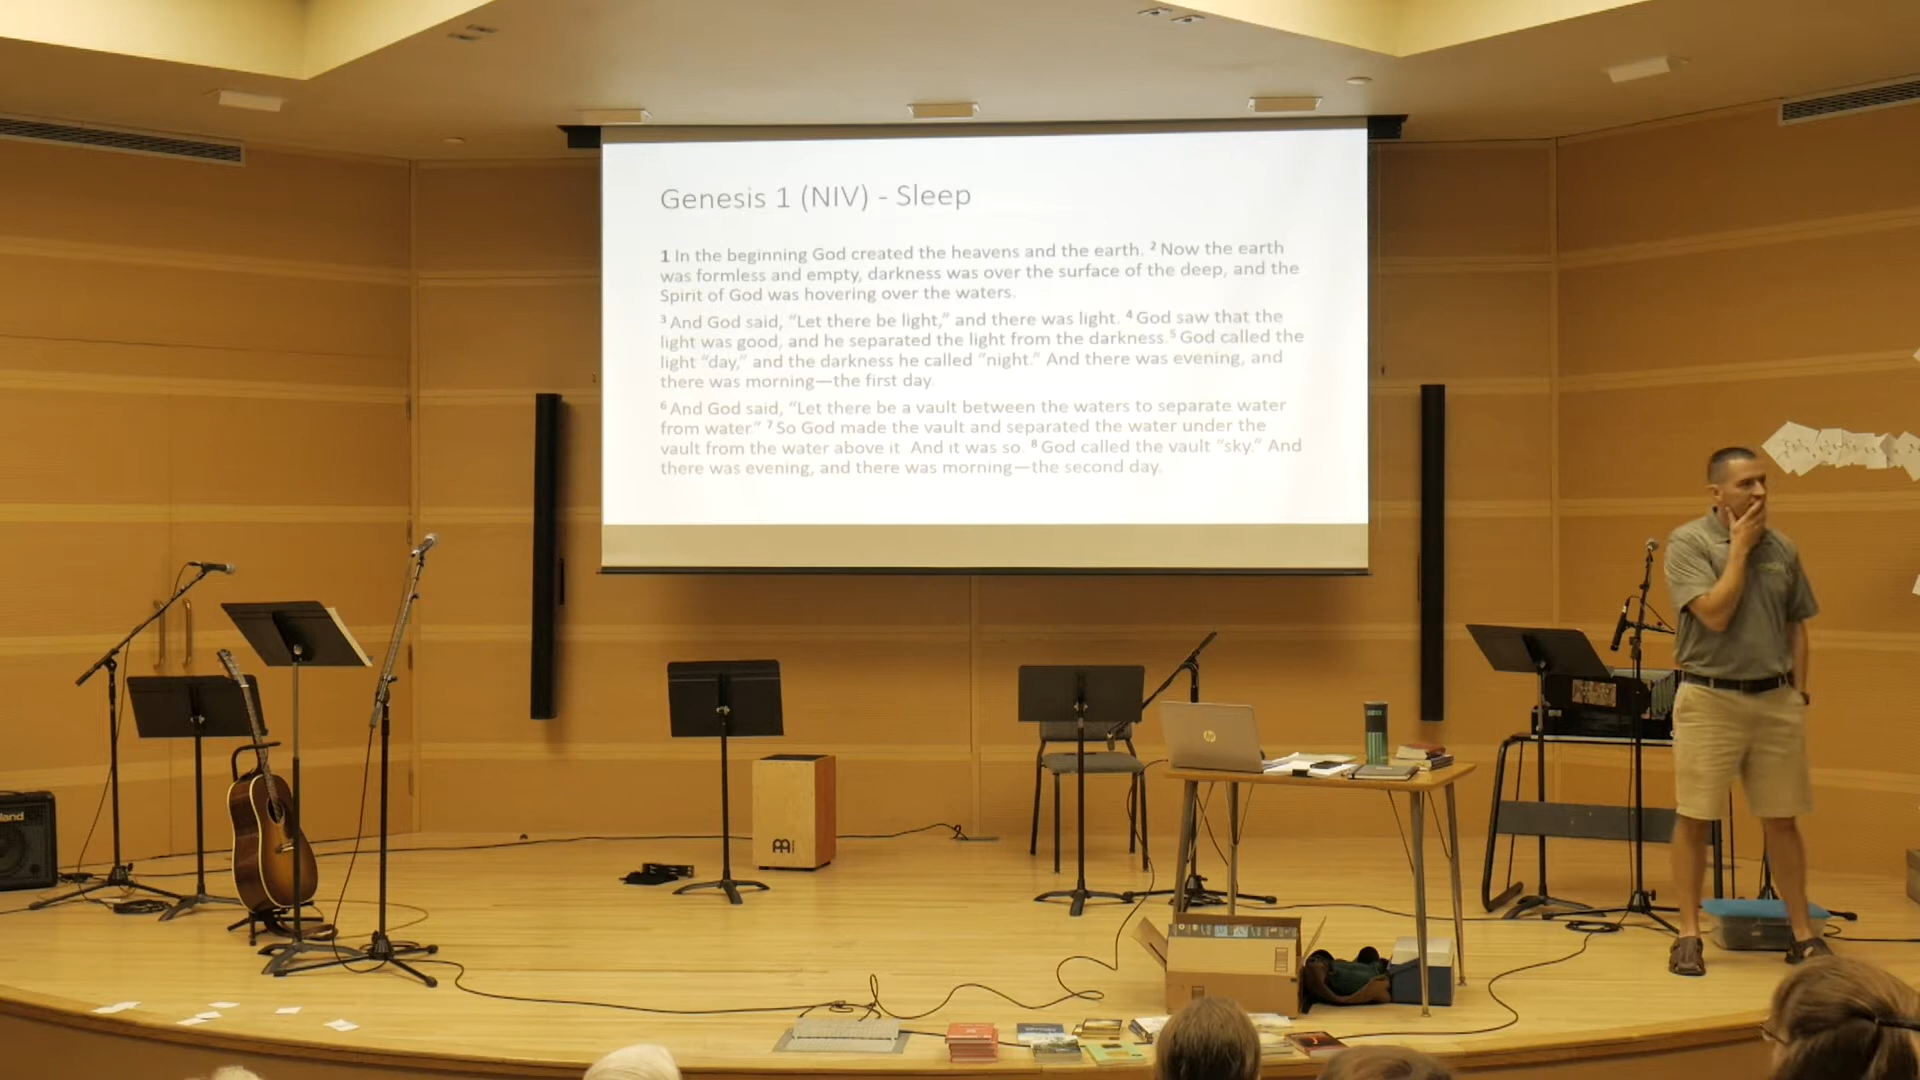 Genesis 1 (NIV) - Sleep
1 In the beginning God created the heavens and the earth. 2 Now the earth
was formless and empty, darkness was over the surface of the deep, and the
Spirit of God was hovering over the waters.
3 And God said, “Let there be light,” and there was light. 4 God saw that the
light was good, and he separated the light from the darkness. 5 God called the
light “day,” and the darkness he called “night.” And there was evening, and
there was morning—the first day.
6 And God said, “Let there be a vault between the waters to separate water
from water.” 7 So God made the vault and separated the water under the
vault from the water above it. And it was so. 8 God called the vault “sky.” And
there was evening, and there was morning—the second day.
hp
land